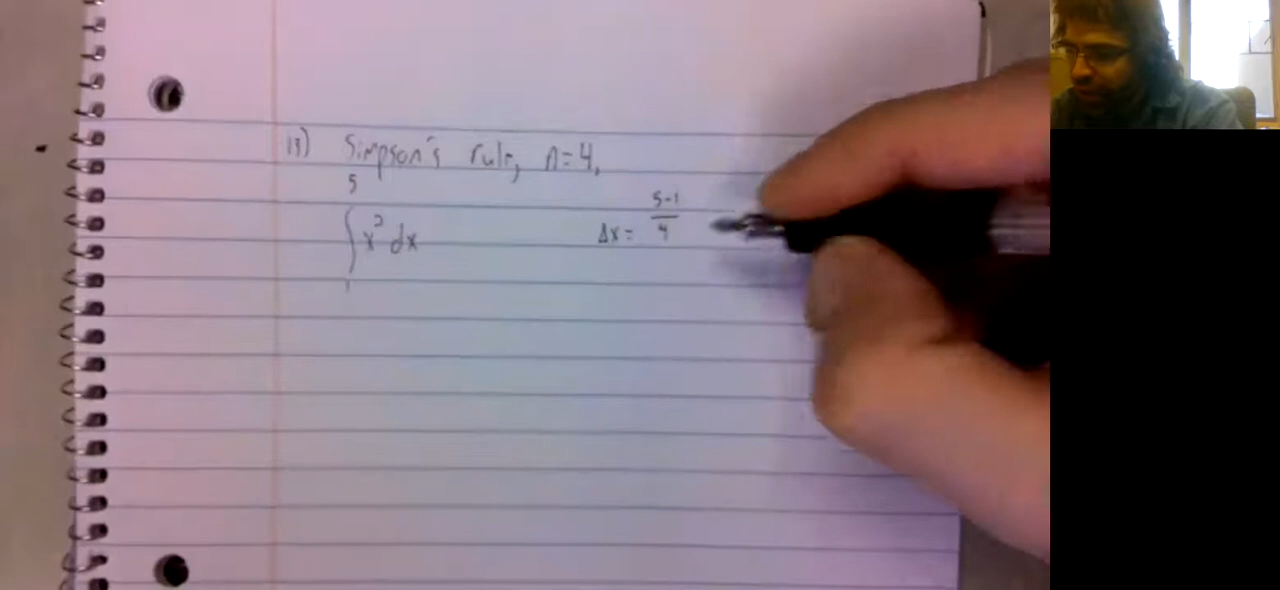 13) Simpson's rule, n=4,
5
∫ x² dx
1
Δx = 5-1
4